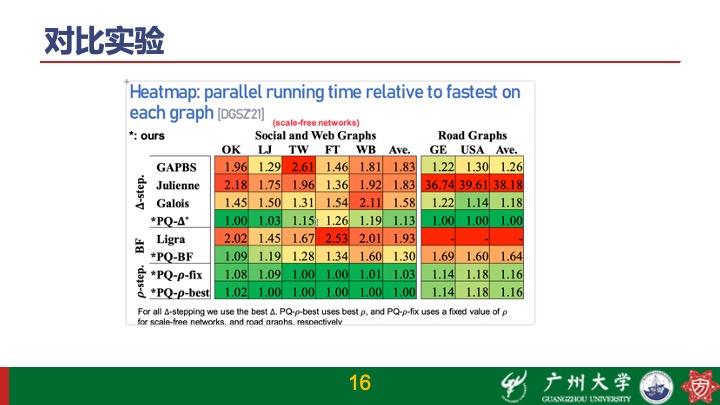 对比实验
Heatmap: parallel running time relative to fastest on
each graph [DGSZ'21]
(scale-free networks)
*: ours Social and Web Graphs Road Graphs
OK LJ TW FT WB Ave. GE USA Ave.
Δ-step.
GAPBS 1.96 1.29 2.61 1.46 1.81 1.83 1.22 1.30 1.26
Julienne 2.18 1.75 1.96 1.36 1.92 1.83 36.74 39.61 38.18
Galois 1.45 1.50 1.31 1.54 2.11 1.58 1.22 1.14 1.18
*PQ-Δ* 1.00 1.03 1.15 1.26 1.19 1.13 1.00 1.00 1.00
BF
Ligra 2.02 1.45 1.67 2.53 2.01 1.93 - - -
*PQ-BF 1.09 1.19 1.28 1.34 1.60 1.30 1.69 1.60 1.64
ρ-step.
*PQ-ρ-fix 1.08 1.09 1.00 1.00 1.01 1.03 1.14 1.18 1.16
*PQ-ρ-best 1.02 1.00 1.00 1.00 1.00 1.00 1.14 1.18 1.16
For all Δ-stepping we use the best Δ. PQ-ρ-best uses best ρ, and PQ-ρ-fix uses a fixed value of ρ
for scale-free networks, and road graphs, respectively
16
广州大学
GUANGZHOU UNIVERSITY